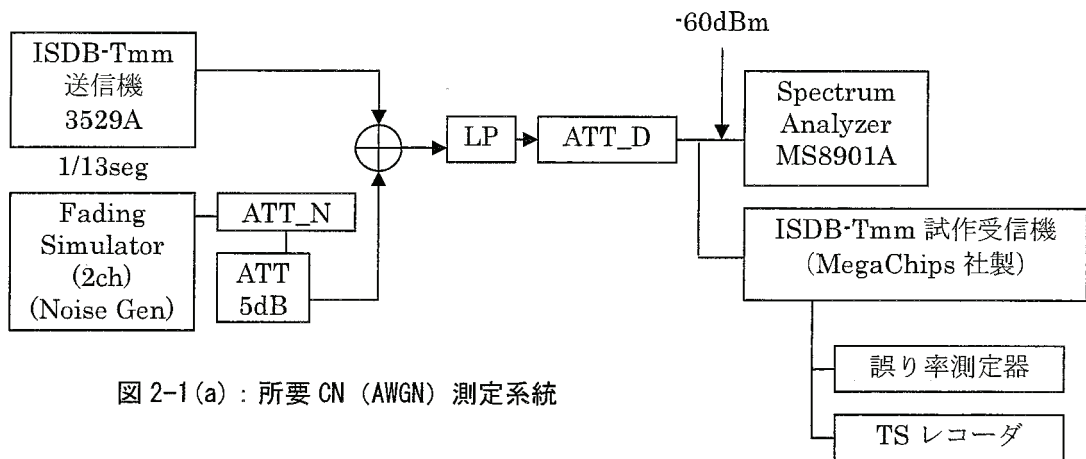 -60dBm
ISDB-Tmm
送信機
3529A
1/13seg
Fading
Simulator
(2ch)
(Noise Gen)
ATT_N
ATT
5dB
LP
ATT_D
Spectrum
Analyzer
MS8901A
ISDB-Tmm 試作受信機
(MegaChips 社製)
誤り率測定器
TS レコーダ
図 2-1(a) : 所要 CN (AWGN) 測定系統